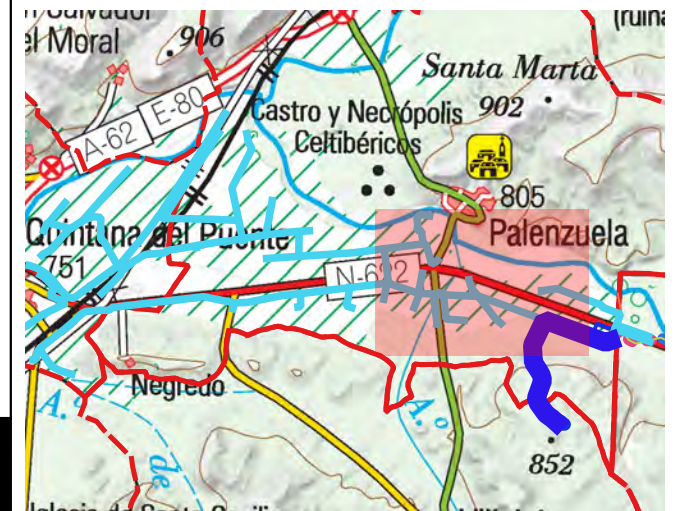 el Moral
906
(ruina
Santa Marta
902
E-80
A-62
Castro y Necrópolis
Celtibéricos
805
Quintana del Puente
Palenzuela
751
N-622
Negredo
A.º
A.º
de
852